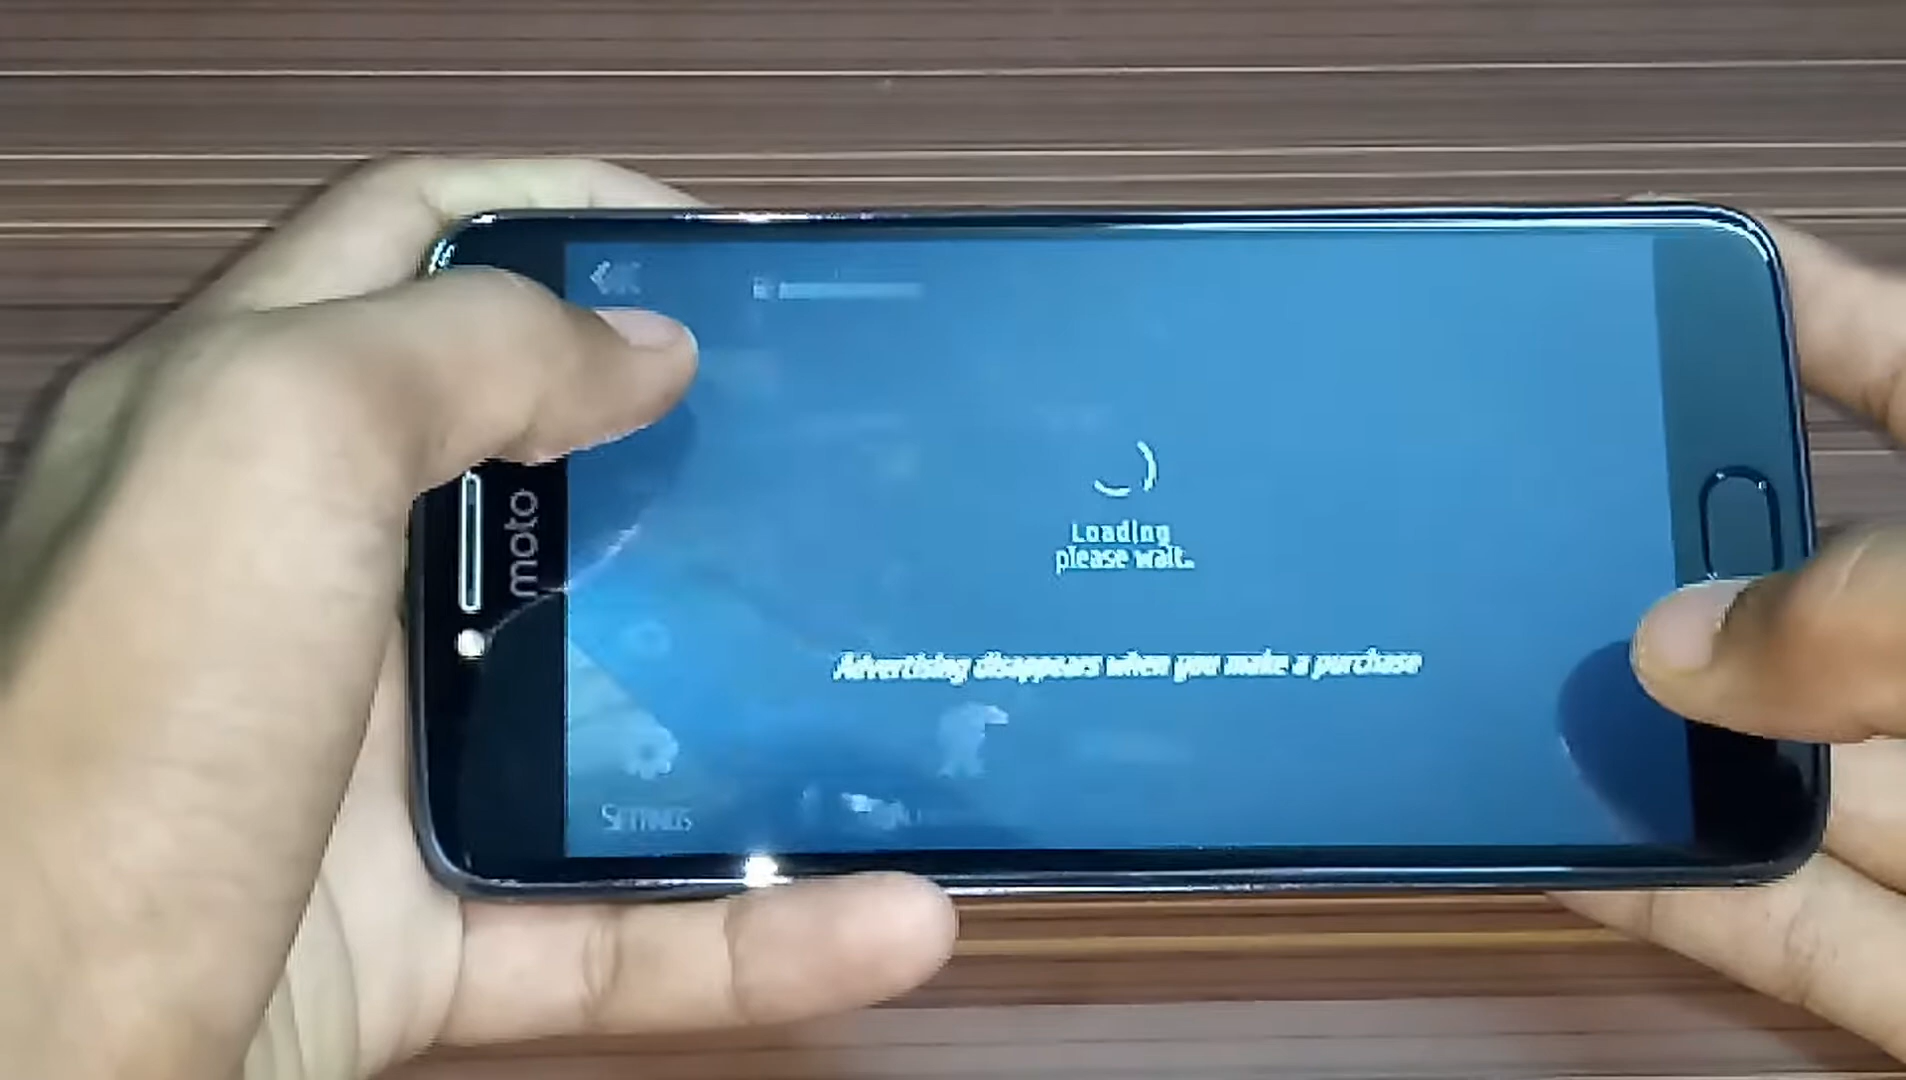 moto
Loading
please wait.
Advertising disappears when you make a purchase
SETTINGS